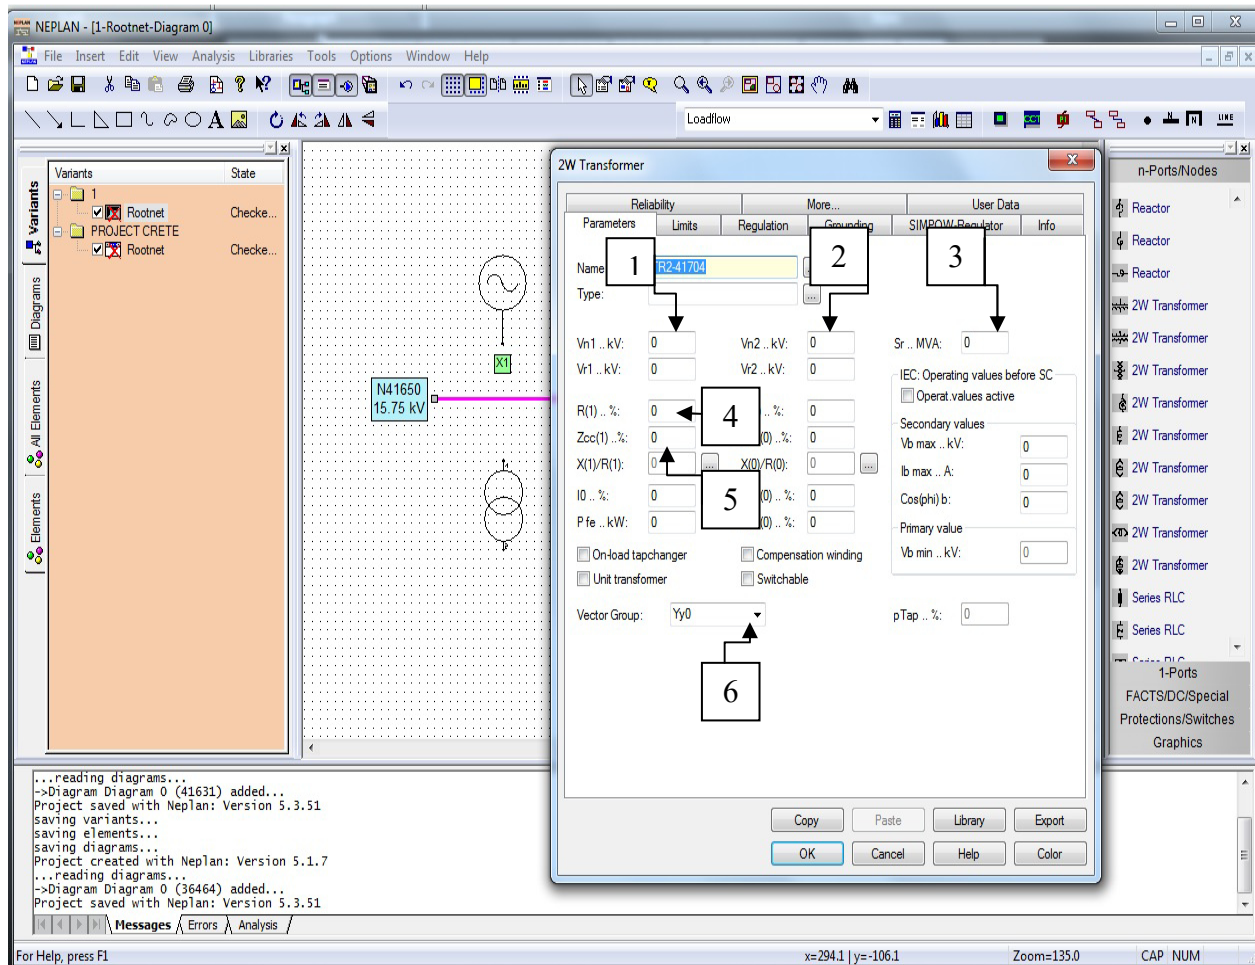 NEPLAN - [1-Rootnet-Diagram 0]
File Insert Edit View Analysis Libraries Tools Options Window Help
Loadflow
LINE
Variants
Diagrams
All Elements
Elements
Variants State
1
Rootnet Checke...
PROJECT CRETE
Rootnet Checke...
X1
N41650
15.75 kV
2W Transformer
Reliability More... User Data
Parameters Limits Regulation Grounding SIMPOW-Regulator Info
Name R2-41704 ...
Type: ...
1
2
3
Vn1 .. kV: 0 Vn2 .. kV: 0 Sr .. MVA: 0
Vr1 .. kV: 0 Vr2 .. kV: 0
IEC: Operating values before SC
Operat.values active
R(1) .. %: 0 4 .. %: 0
Secondary values
Zcc(1) ..%: 0 (0) ..%: 0
Vb max .. kV: 0
X(1)/R(1): 0 ... X(0)/R(0): 0 ...
Ib max .. A: 0
I0 .. %: 0 5 (0) .. %: 0
Cos(phi) b: 0
P fe .. kW: 0 (0) .. %: 0
Primary value
Vb min .. kV: 0
On-load tapchanger Compensation winding
Unit transformer Switchable
Vector Group: Yy0 pTap .. %: 0
6
Copy Paste Library Export
OK Cancel Help Color
n-Ports/Nodes
Reactor
Reactor
Reactor
2W Transformer
2W Transformer
2W Transformer
2W Transformer
2W Transformer
2W Transformer
2W Transformer
2W Transformer
2W Transformer
Series RLC
Series RLC
1-Ports
FACTS/DC/Special
Protections/Switches
Graphics
...reading diagrams...
->Diagram Diagram 0 (41631) added...
Project saved with Neplan: Version 5.3.51
saving variants...
saving elements...
saving diagrams...
Project created with Neplan: Version 5.1.7
...reading diagrams...
->Diagram Diagram 0 (36464) added...
Project saved with Neplan: Version 5.3.51
Messages Errors Analysis
For Help, press F1 x=294.1 | y=-106.1 Zoom=135.0 CAP NUM